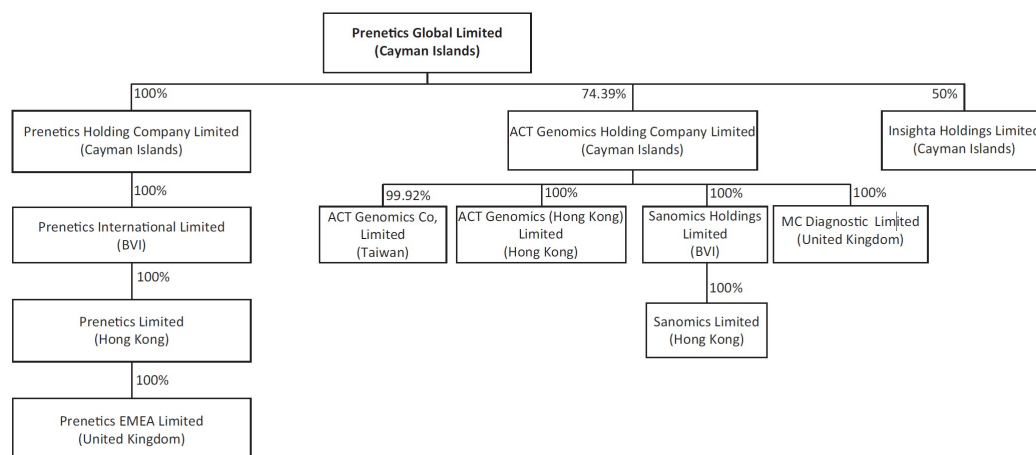 Prenetics Global Limited
(Cayman Islands)
100%
74.39%
50%
Prenetics Holding Company Limited
(Cayman Islands)
ACT Genomics Holding Company Limited
(Cayman Islands)
Insighta Holdings Limited
(Cayman Islands)
100%
99.92%
100%
100%
100%
Prenetics International Limited
(BVI)
ACT Genomics Co,
Limited
(Taiwan)
ACT Genomics (Hong Kong)
Limited
(Hong Kong)
Sanomics Holdings
Limited
(BVI)
MC Diagnostic Limited
(United Kingdom)
100%
100%
Prenetics Limited
(Hong Kong)
Sanomics Limited
(Hong Kong)
100%
Prenetics EMEA Limited
(United Kingdom)